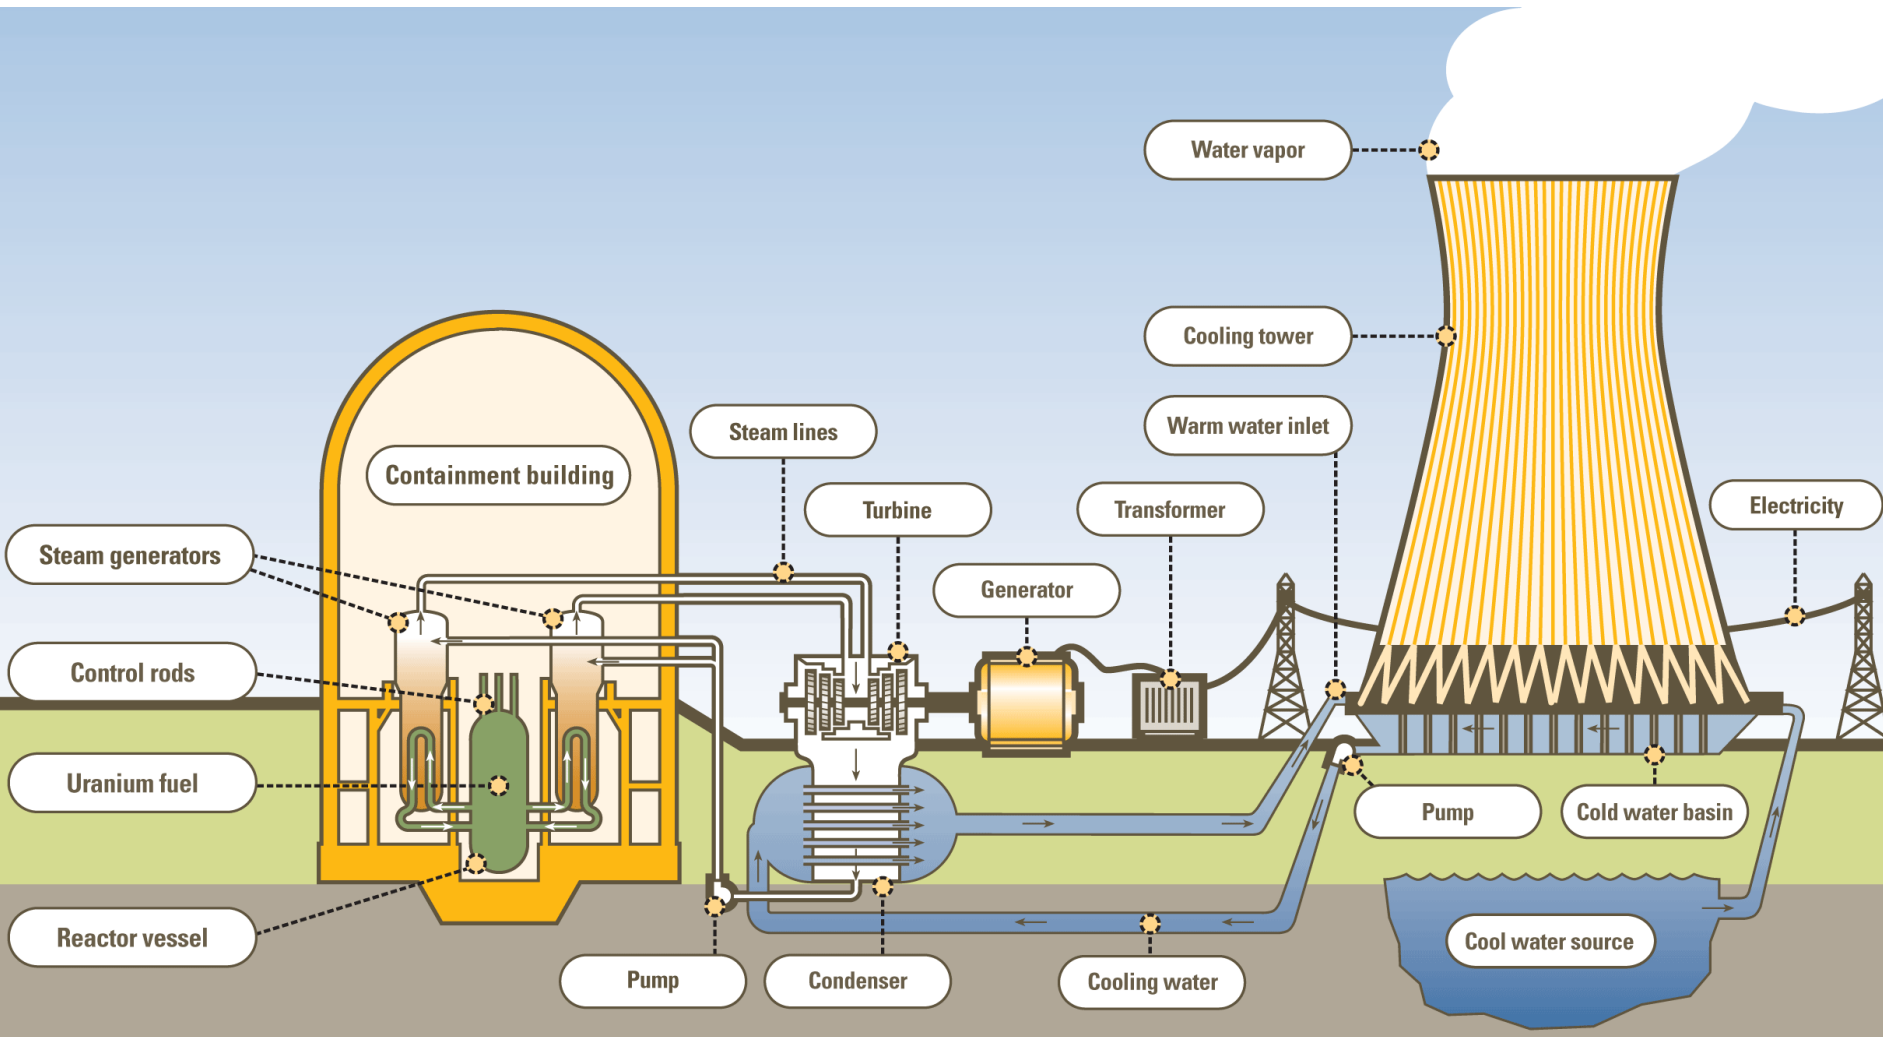 Water vapor
Cooling tower
Warm water inlet
Steam lines
Containment building
Turbine
Transformer
Electricity
Steam generators
Generator
Control rods
Uranium fuel
Pump
Cold water basin
Reactor vessel
Cool water source
Pump
Condenser
Cooling water